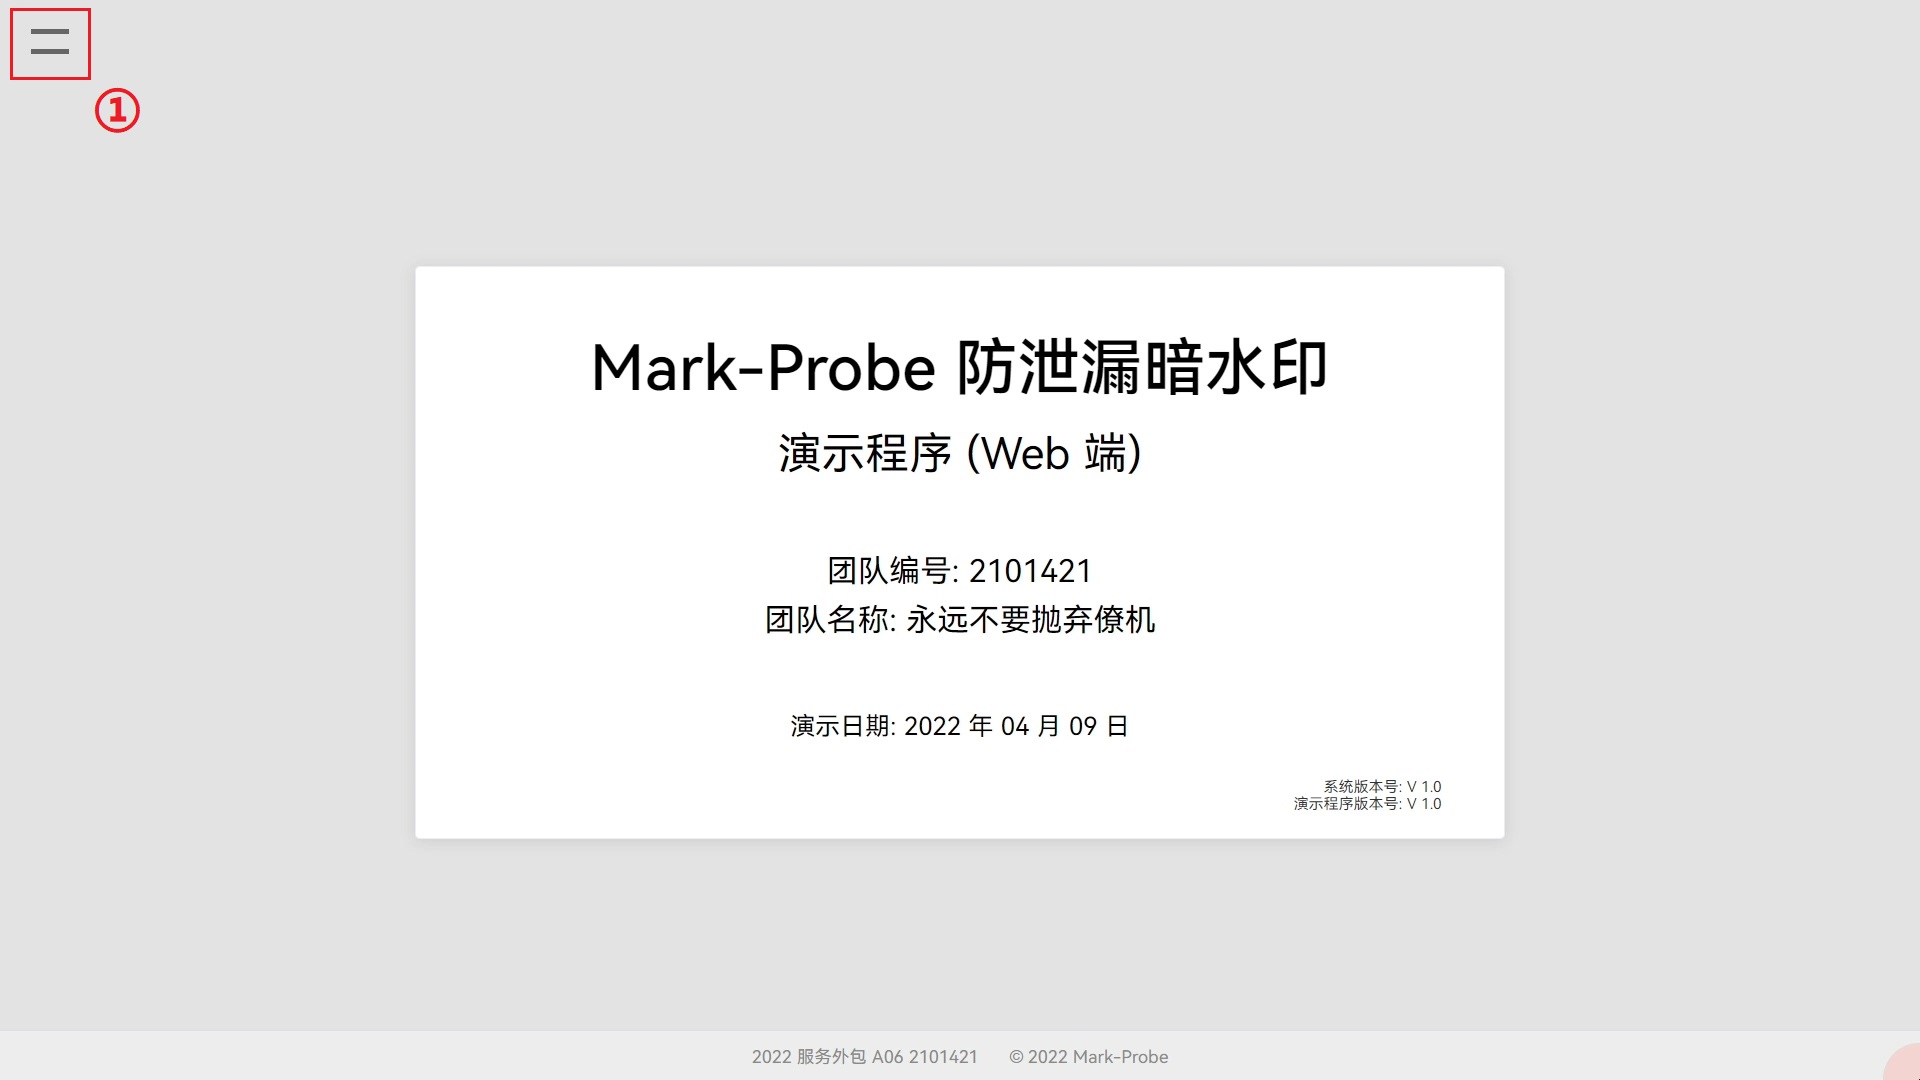 ①
Mark-Probe 防泄漏暗水印
演示程序 (Web 端)
团队编号: 2101421
团队名称: 永远不要抛弃僚机
演示日期: 2022 年 04 月 09 日
系统版本号: V 1.0
演示程序版本号: V 1.0
2022 服务外包 A06 2101421 © 2022 Mark-Probe